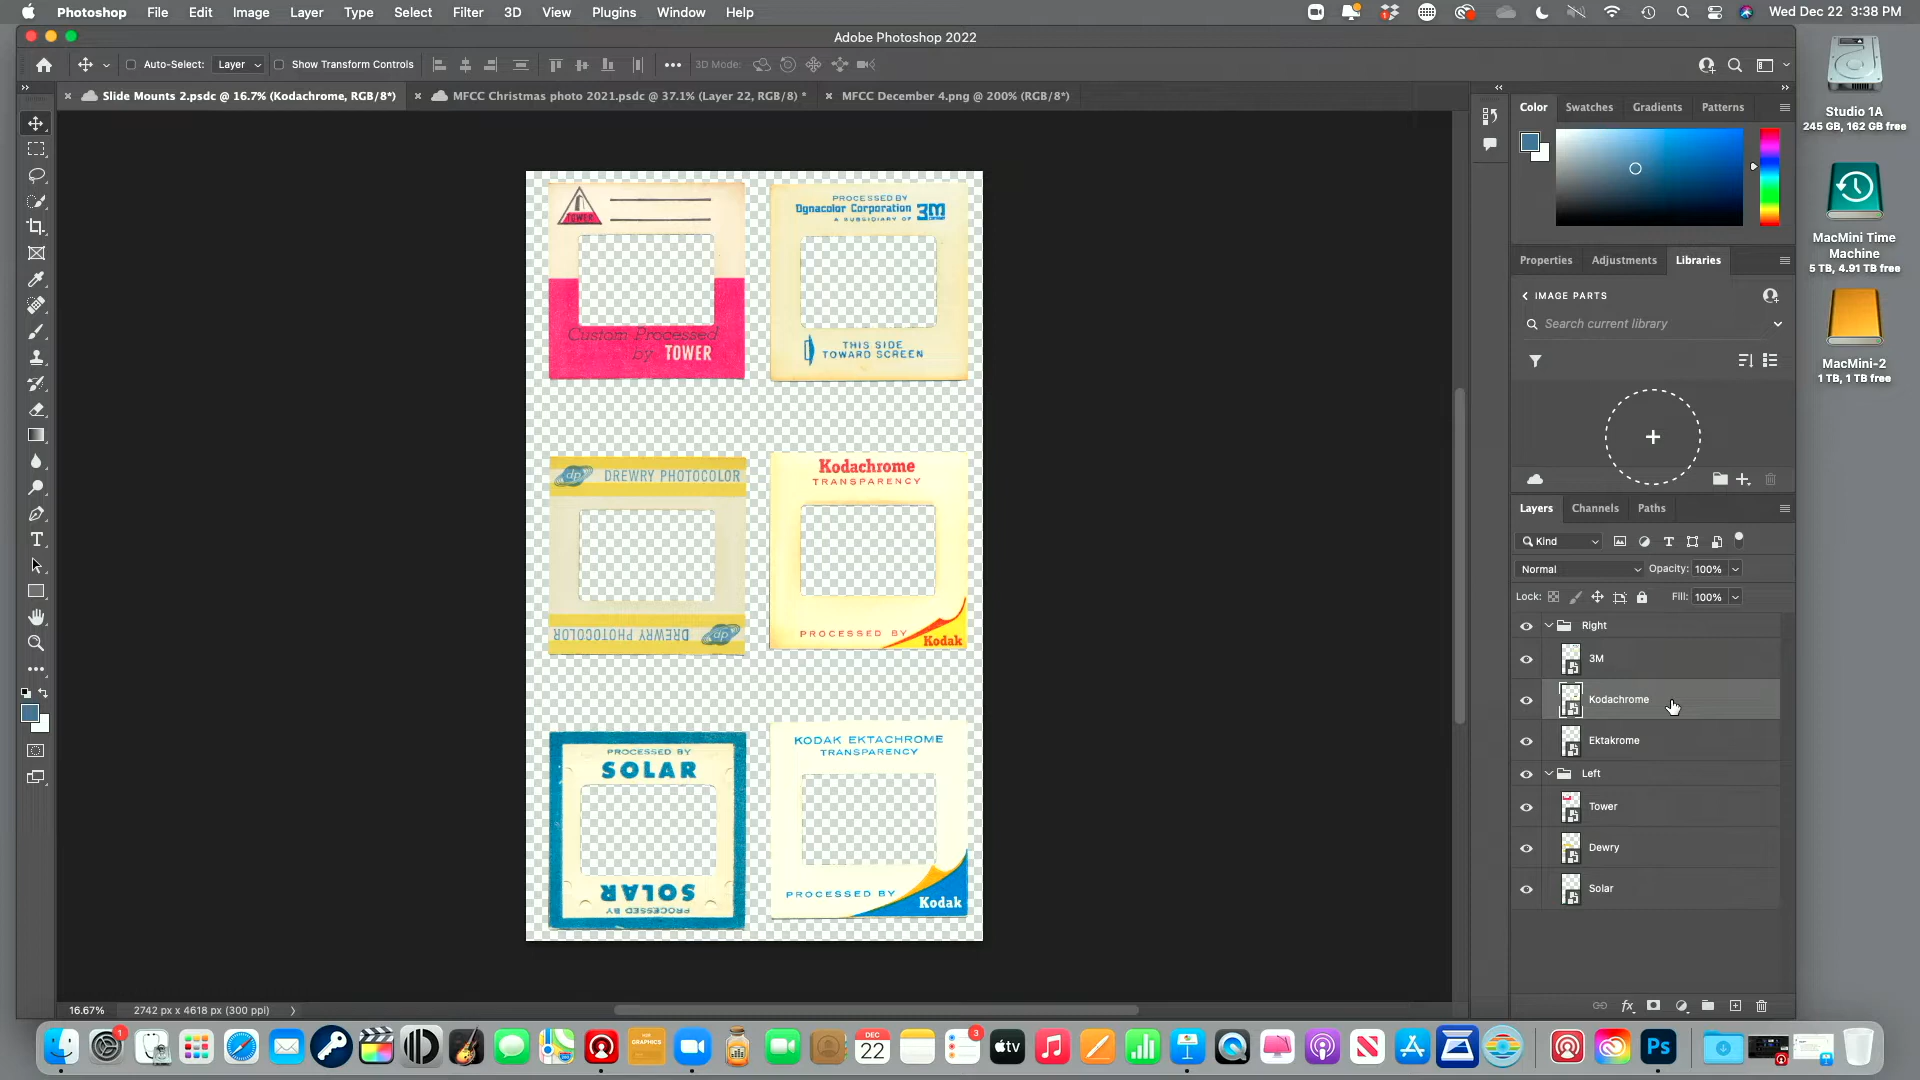 Photoshop File Edit Image Layer Type Select Filter 3D View Plugins Window Help
Wed Dec 22 3:38 PM
Adobe Photoshop 2022
Auto-Select: Layer Show Transform Controls 3D Mode:
Slide Mounts 2.psdc @ 16.7% (Kodachrome, RGB/8*)
MFCC Christmas photo 2021.psdc @ 37.1% (Layer 22, RGB/8) *
MFCC December 4.png @ 200% (RGB/8*)
TOWER
Custom Processed
by TOWER
PROCESSED BY
Dynacolor Corporation
A SUBSIDIARY OF 3M COMPANY
THIS SIDE
TOWARD SCREEN
dp DREWRY PHOTOCOLOR
DREWRY PHOTOCOLOR dp
Kodachrome
TRANSPARENCY
PROCESSED BY Kodak
PROCESSED BY
SOLAR
SOLAR
PROCESSED BY
KODAK EKTACHROME
TRANSPARENCY
PROCESSED BY Kodak
Color Swatches Gradients Patterns
Properties Adjustments Libraries
IMAGE PARTS
Search current library
Layers Channels Paths
Kind
Normal Opacity: 100%
Lock: Fill: 100%
Right
3M
Kodachrome
Ektakrome
Left
Tower
Dewry
Solar
16.67% 2742 px x 4618 px (300 ppi)
Studio 1A
245 GB, 162 GB free
MacMini Time
Machine
5 TB, 4.91 TB free
MacMini-2
1 TB, 1 TB free
1
GRAPHICS
DEC
22
3
tv
Ps